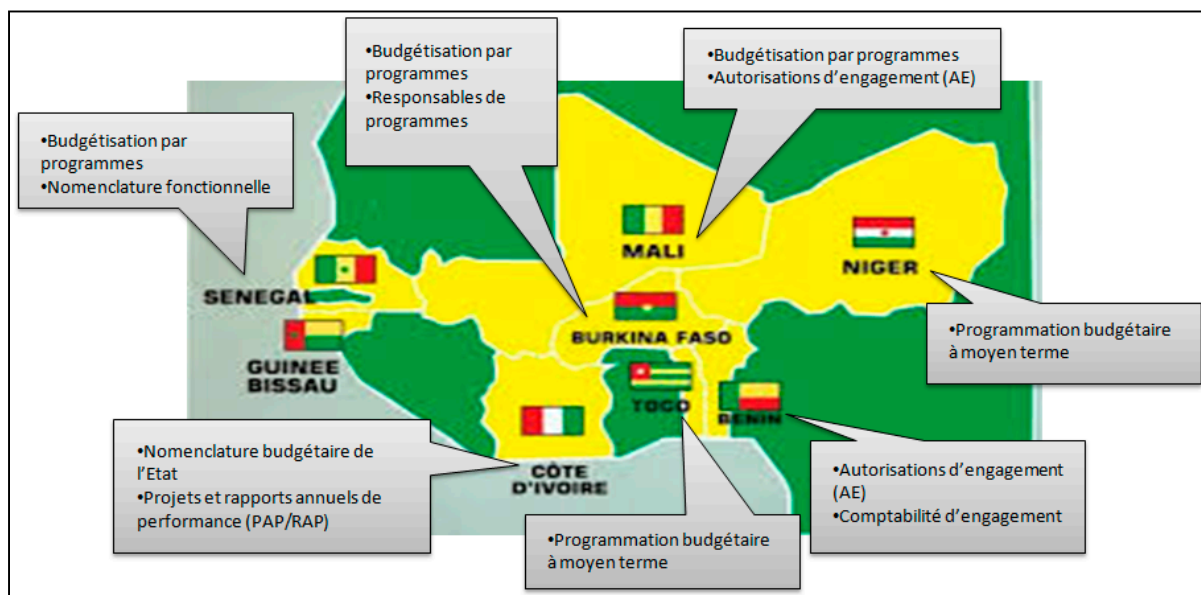 •Budgétisation par
programmes
•Responsables de
programmes
•Budgétisation par programmes
•Autorisations d'engagement (AE)
•Budgétisation par
programmes
•Nomenclature fonctionnelle
MALI
NIGER
SENEGAL
BURKINA FASO
GUINEE
BISSAU
TOGO
BENIN
CÔTE
D'IVOIRE
•Programmation budgétaire
à moyen terme
•Nomenclature budgétaire de
l'Etat
•Projets et rapports annuels de
performance (PAP/RAP)
•Programmation budgétaire
à moyen terme
•Autorisations d'engagement
(AE)
•Comptabilité d'engagement